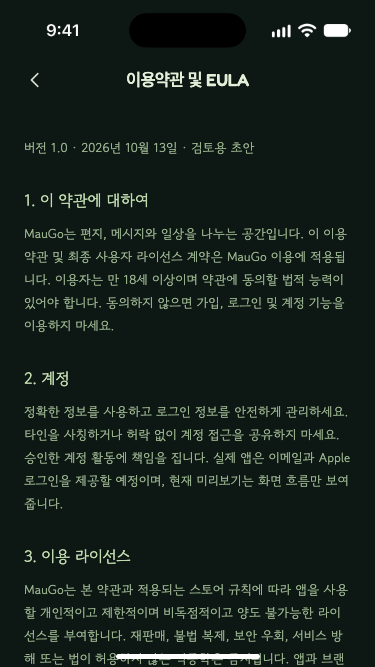 9:41
이용약관 및 EULA
버전 1.0 · 2026년 10월 13일 · 검토용 초안
1. 이 약관에 대하여
MauGo는 편지, 메시지와 일상을 나누는 공간입니다. 이 이용
약관 및 최종 사용자 라이선스 계약은 MauGo 이용에 적용됩
니다. 이용자는 만 18세 이상이며 약관에 동의할 법적 능력이
있어야 합니다. 동의하지 않으면 가입, 로그인 및 계정 기능을
이용하지 마세요.
2. 계정
정확한 정보를 사용하고 로그인 정보를 안전하게 관리하세요.
타인을 사칭하거나 허락 없이 계정 접근을 공유하지 마세요.
승인한 계정 활동에 책임을 집니다. 실제 앱은 이메일과 Apple
로그인을 제공할 예정이며, 현재 미리보기는 화면 흐름만 보여
줍니다.
3. 이용 라이선스
MauGo는 본 약관과 적용되는 스토어 규칙에 따라 앱을 사용
할 개인적이고 제한적이며 비독점적이고 양도 불가능한 라이
선스를 부여합니다. 재판매, 불법 복제, 보안 우회, 서비스 방
해 또는 법이 허용하지 않는 역공학은 금지됩니다. 앱과 브랜